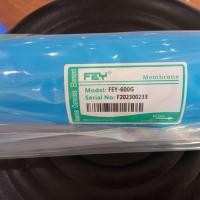 FEY
Membrane
Model: FEY-600G
Serial No: F202300233